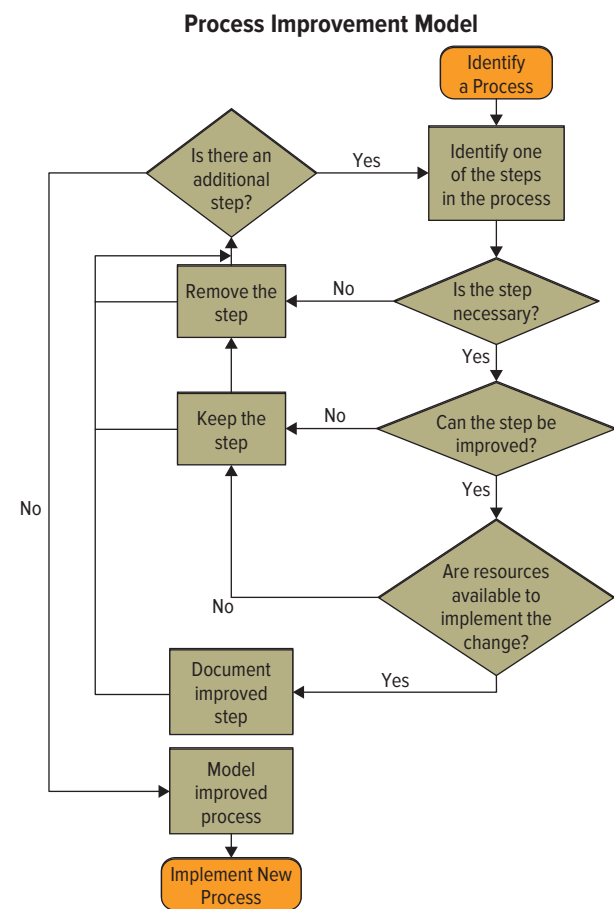 Process Improvement Model
Identify
a Process
Is there an
additional
step?
Yes
Identify one
of the steps
in the process
Remove the
step
No
Is the step
necessary?
Yes
Keep the
step
No
Can the step be
improved?
Yes
No
Are resources
available to
implement the
change?
No
Document
improved
step
Yes
Model
improved
process
Implement New
Process